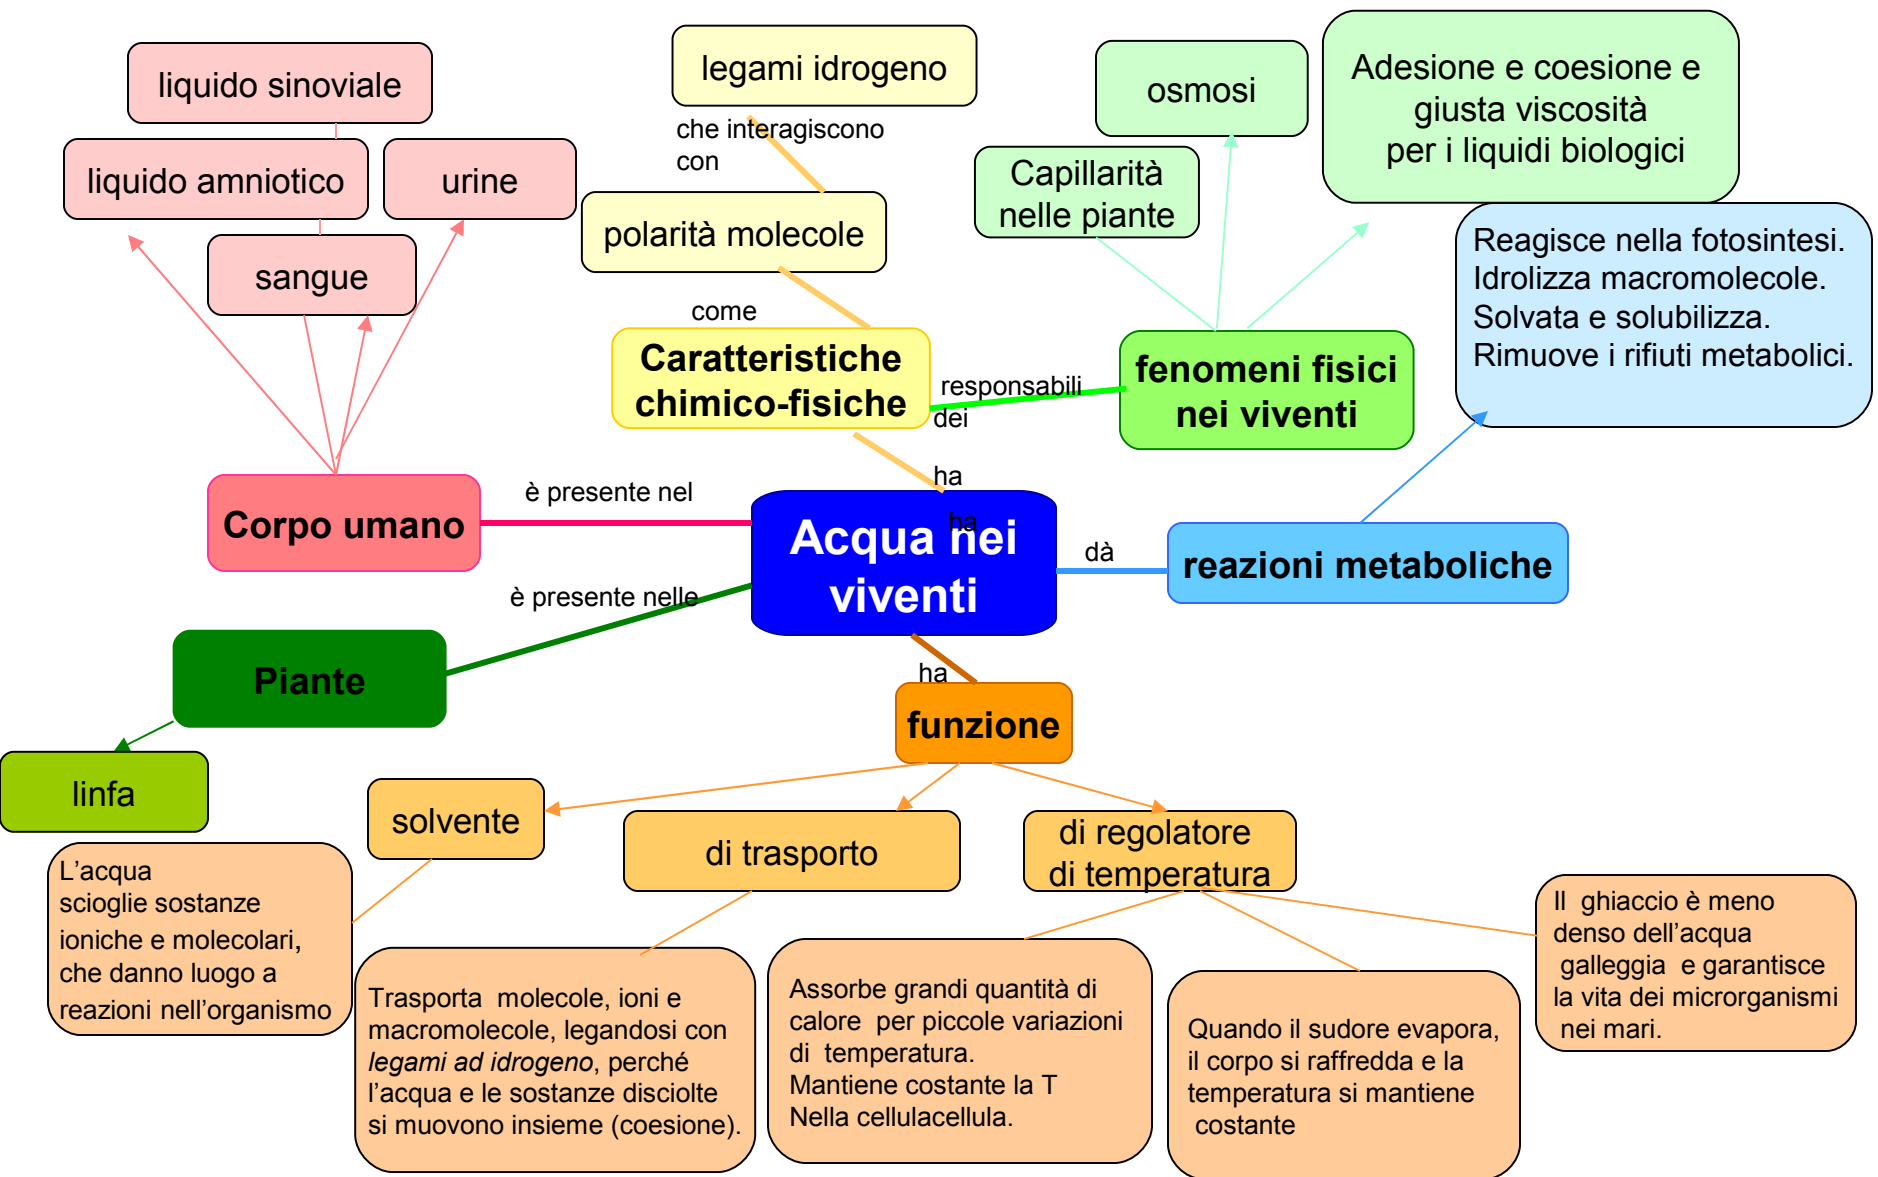 liquido sinoviale
liquido amniotico
urine
sangue
Corpo umano
è presente nel
legami idrogeno
che interagiscono
con
polarità molecole
come
Caratteristiche
chimico-fisiche
responsabili
dei
osmosi
Capillarità
nelle piante
Adesione e coesione e
giusta viscosità
per i liquidi biologici
fenomeni fisici
nei viventi
Reagisce nella fotosintesi.
Idrolizza macromolecole.
Solvata e solubilizza.
Rimuove i rifiuti metabolici.
ha
ha
Acqua nei
viventi
dà
reazioni metaboliche
è presente nelle
Piante
linfa
ha
funzione
solvente
di trasporto
di regolatore
di temperatura
L'acqua
scioglie sostanze
ioniche e molecolari,
che danno luogo a
reazioni nell'organismo
Trasporta molecole, ioni e
macromolecole, legandosi con
legami ad idrogeno, perché
l'acqua e le sostanze disciolte
si muovono insieme (coesione).
Assorbe grandi quantità di
calore per piccole variazioni
di temperatura.
Mantiene costante la T
Nella cellulacellula.
Quando il sudore evapora,
il corpo si raffredda e la
temperatura si mantiene
costante
Il ghiaccio è meno
denso dell'acqua
galleggia e garantisce
la vita dei microrganismi
nei mari.